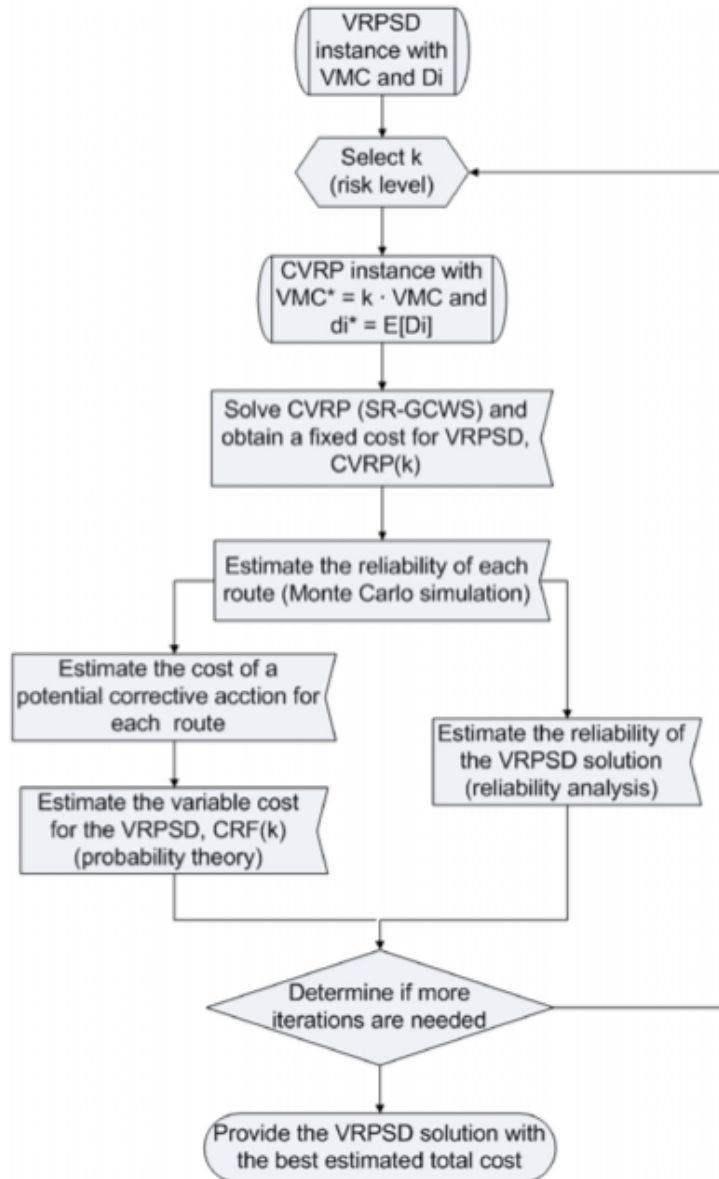 VRPSD
instance with
VMC and Di
Select k
(risk level)
CVRP instance with
VMC* = k · VMC and
di* = E[Di]
Solve CVRP (SR-GCWS) and
obtain a fixed cost for VRPSD,
CVRP(k)
Estimate the reliability of each
route (Monte Carlo simulation)
Estimate the cost of a
potential corrective acction for
each route
Estimate the reliability of
the VRPSD solution
(reliability analysis)
Estimate the variable cost
for the VRPSD, CRF(k)
(probability theory)
Determine if more
iterations are needed
Provide the VRPSD solution with
the best estimated total cost